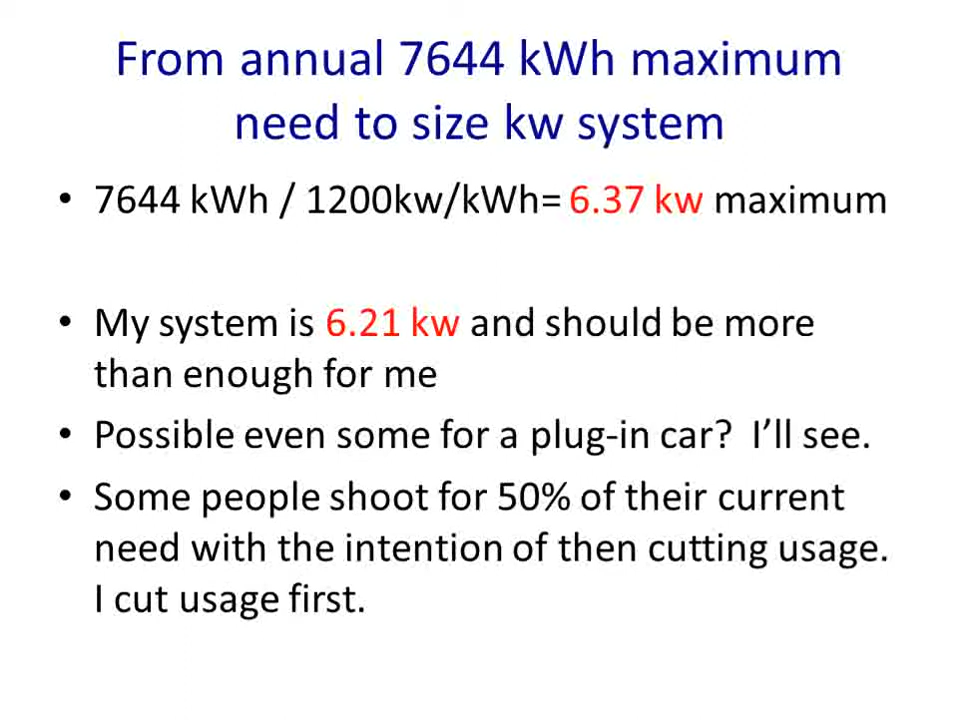 From annual 7644 kWh maximum
need to size kw system
• 7644 kWh / 1200kw/kWh= 6.37 kw maximum
• My system is 6.21 kw and should be more
than enough for me
• Possible even some for a plug-in car?  I’ll see.
• Some people shoot for 50% of their current
need with the intention of then cutting usage.
I cut usage first.